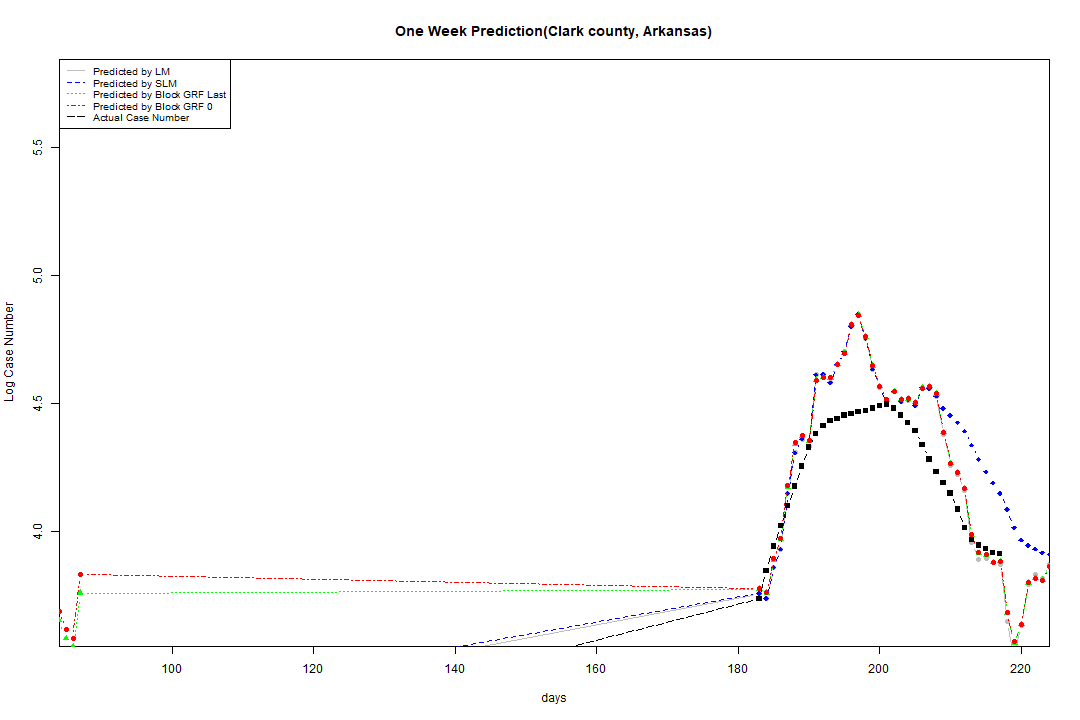 One Week Prediction(Clark county, Arkansas)
Predicted by LM
Predicted by SLM
Predicted by Block GRF Last
Predicted by Block GRF 0
Actual Case Number
5.5
5.0
4.5
4.0
Log Case Number
100 120 140 160 180 200 220
days